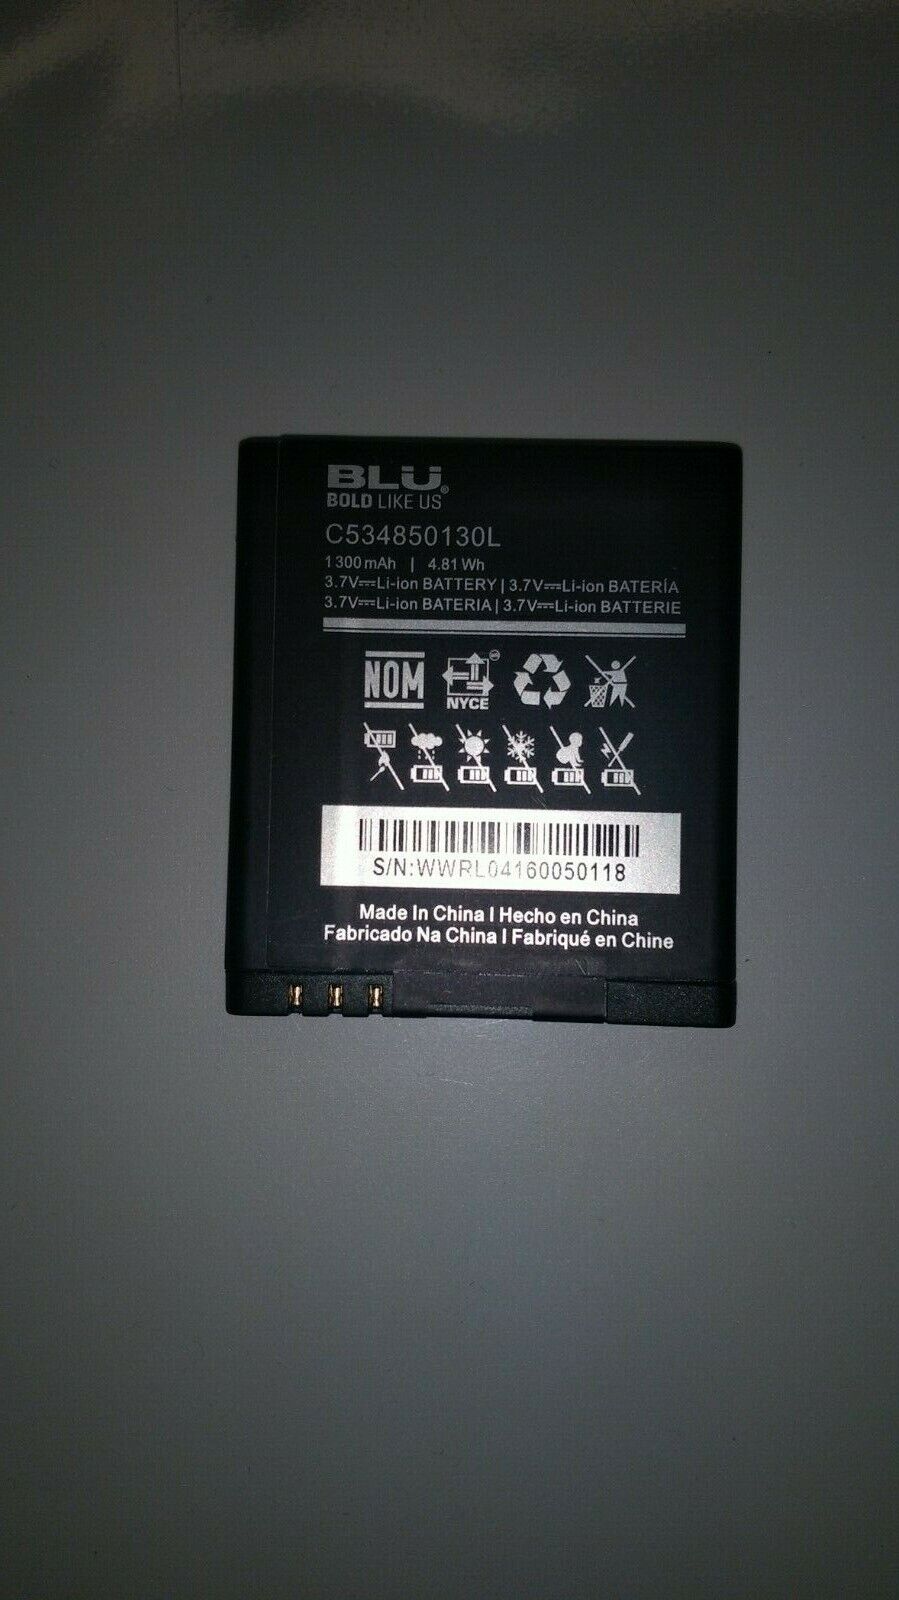 BLU®
BOLD LIKE US
C534850130L
1300mAh | 4.81 Wh
3.7V⎓Li-ion BATTERY | 3.7V⎓Li-ion BATERÍA
3.7V⎓Li-ion BATERIA | 3.7V⎓Li-ion BATTERIE
NOM
NYCE
S/N:WWRL04160050118
Made In China I Hecho en China
Fabricado Na China I Fabriqué en Chine